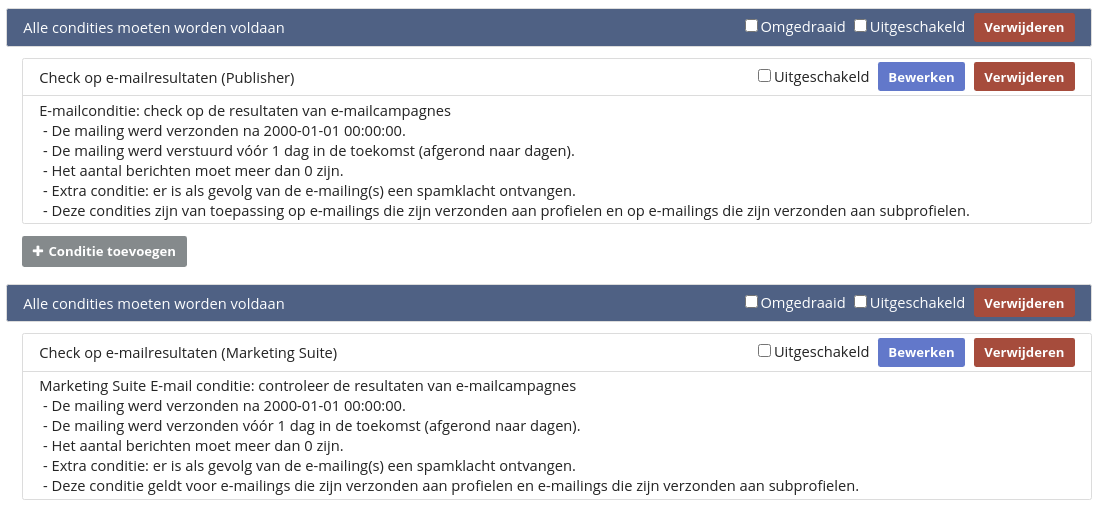 Alle condities moeten worden voldaan Omgedraaid Uitgeschakeld Verwijderen
Check op e-mailresultaten (Publisher) Uitgeschakeld Bewerken Verwijderen
E-mailconditie: check op de resultaten van e-mailcampagnes
- De mailing werd verzonden na 2000-01-01 00:00:00.
- De mailing werd verstuurd vóór 1 dag in de toekomst (afgerond naar dagen).
- Het aantal berichten moet meer dan 0 zijn.
- Extra conditie: er is als gevolg van de e-mailing(s) een spamklacht ontvangen.
- Deze condities zijn van toepassing op e-mailings die zijn verzonden aan profielen en op e-mailings die zijn verzonden aan subprofielen.
+ Conditie toevoegen
Alle condities moeten worden voldaan Omgedraaid Uitgeschakeld Verwijderen
Check op e-mailresultaten (Marketing Suite) Uitgeschakeld Bewerken Verwijderen
Marketing Suite E-mail conditie: controleer de resultaten van e-mailcampagnes
- De mailing werd verzonden na 2000-01-01 00:00:00.
- De mailing werd verzonden vóór 1 dag in de toekomst (afgerond naar dagen).
- Het aantal berichten moet meer dan 0 zijn.
- Extra conditie: er is als gevolg van de e-mailing(s) een spamklacht ontvangen.
- Deze conditie geldt voor e-mailings die zijn verzonden aan profielen en e-mailings die zijn verzonden aan subprofielen.